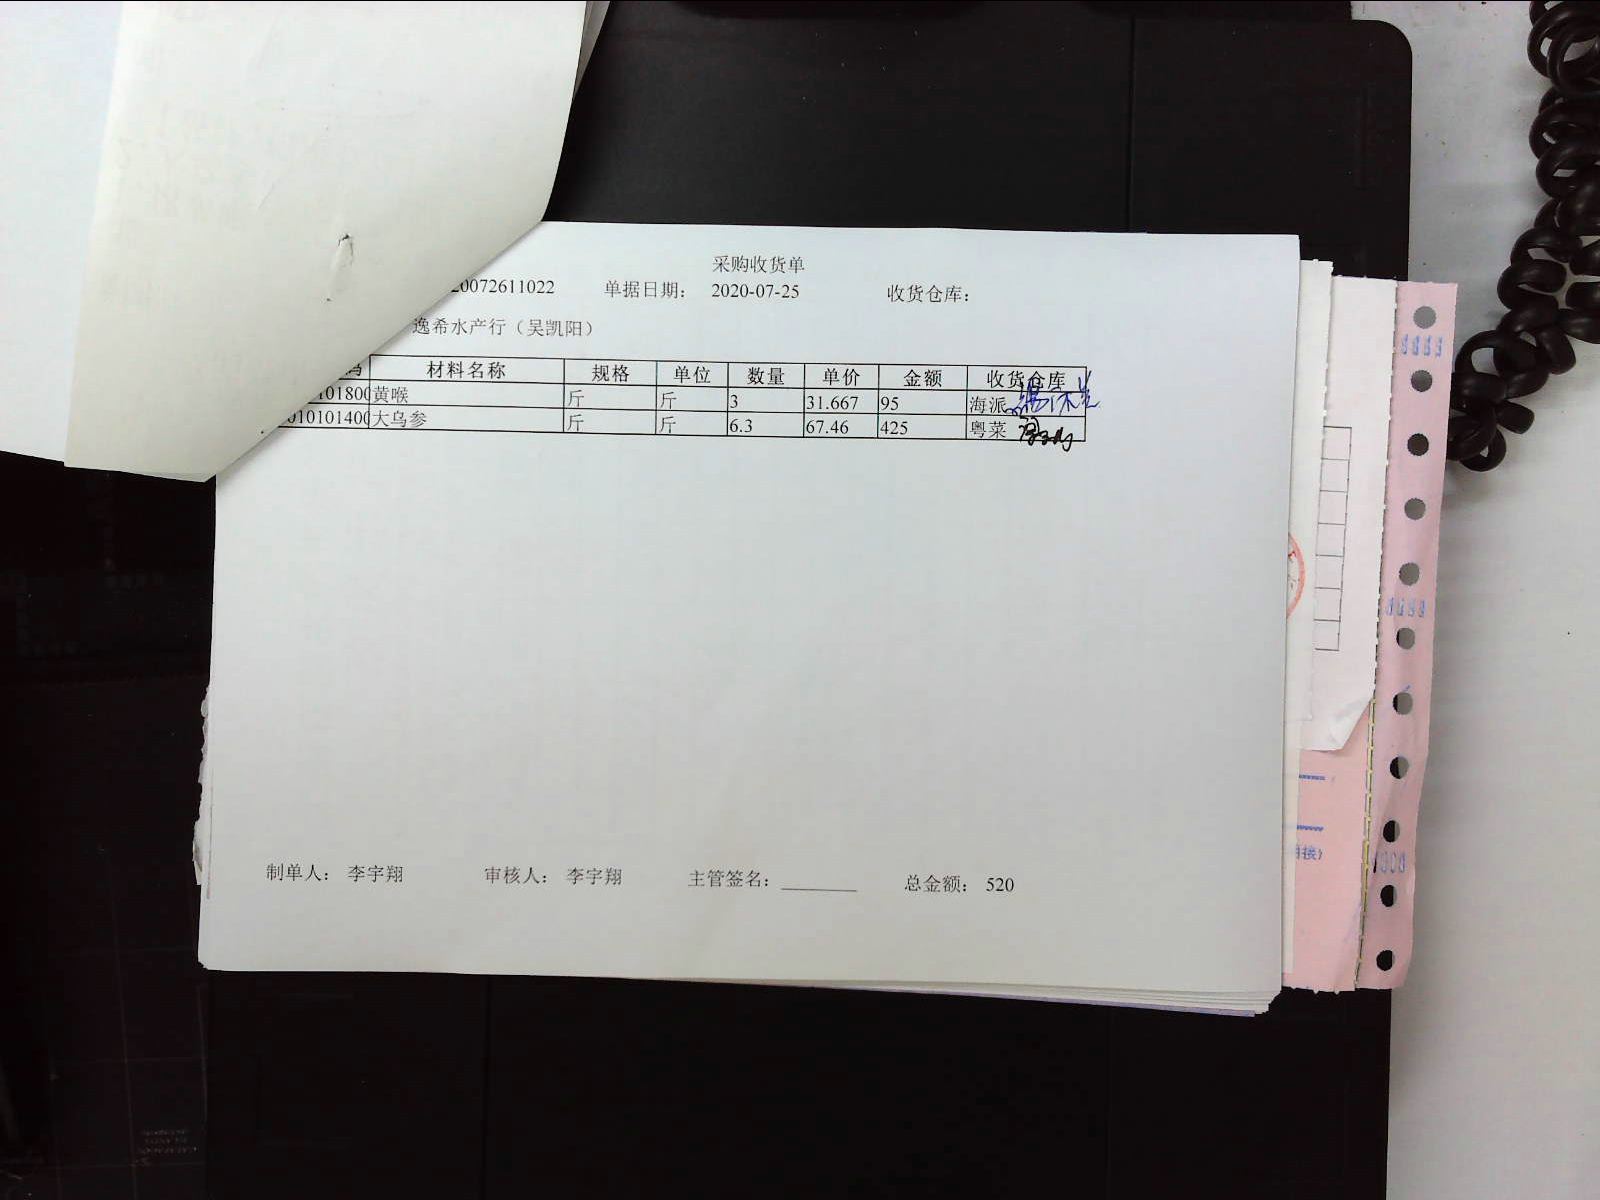 采购收货单
20072611022 单据日期： 2020-07-25 收货仓库：
逸希水产行（吴凯阳）
码 材料名称 规格 单位 数量 单价 金额 收货仓库
101800 黄喉 斤 斤 3 31.667 95 海派
010101400 大乌参 斤 斤 6.3 67.46 425 粤菜
制单人： 李宇翔 审核人： 李宇翔 主管签名：________ 总金额： 520